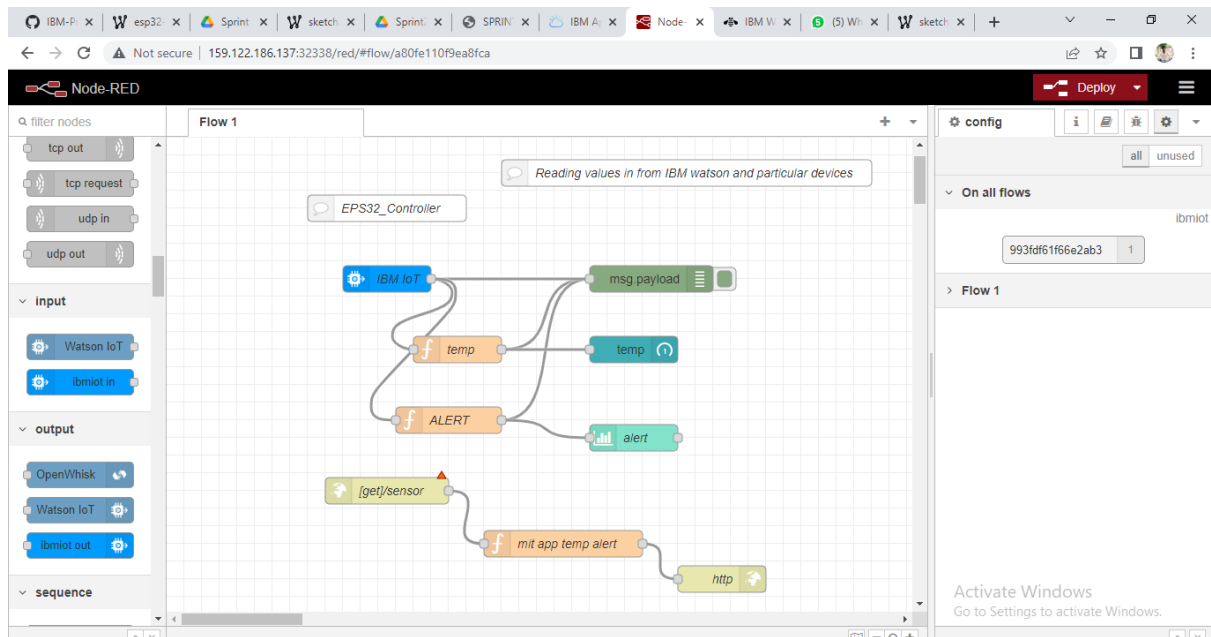 IBM-P
esp32-
Sprint
sketch
Sprint
SPRIN
IBM A
Node-
IBM W
(5) Wh
sketch
Not secure | 159.122.186.137:32338/red/#flow/a80fe110f9ea8fca
Node-RED
Deploy
filter nodes
tcp out
tcp request
udp in
udp out
input
Watson IoT
ibmiot in
output
OpenWhisk
Watson IoT
ibmiot out
sequence
Flow 1
Reading values in from IBM watson and particular devices
EPS32_Controller
IBM IoT
msg.payload
temp
temp
ALERT
alert
[get]/sensor
mit app temp alert
http
config
all unused
On all flows
ibmiot
993fdf61f66e2ab3 1
Flow 1
Activate Windows
Go to Settings to activate Windows.